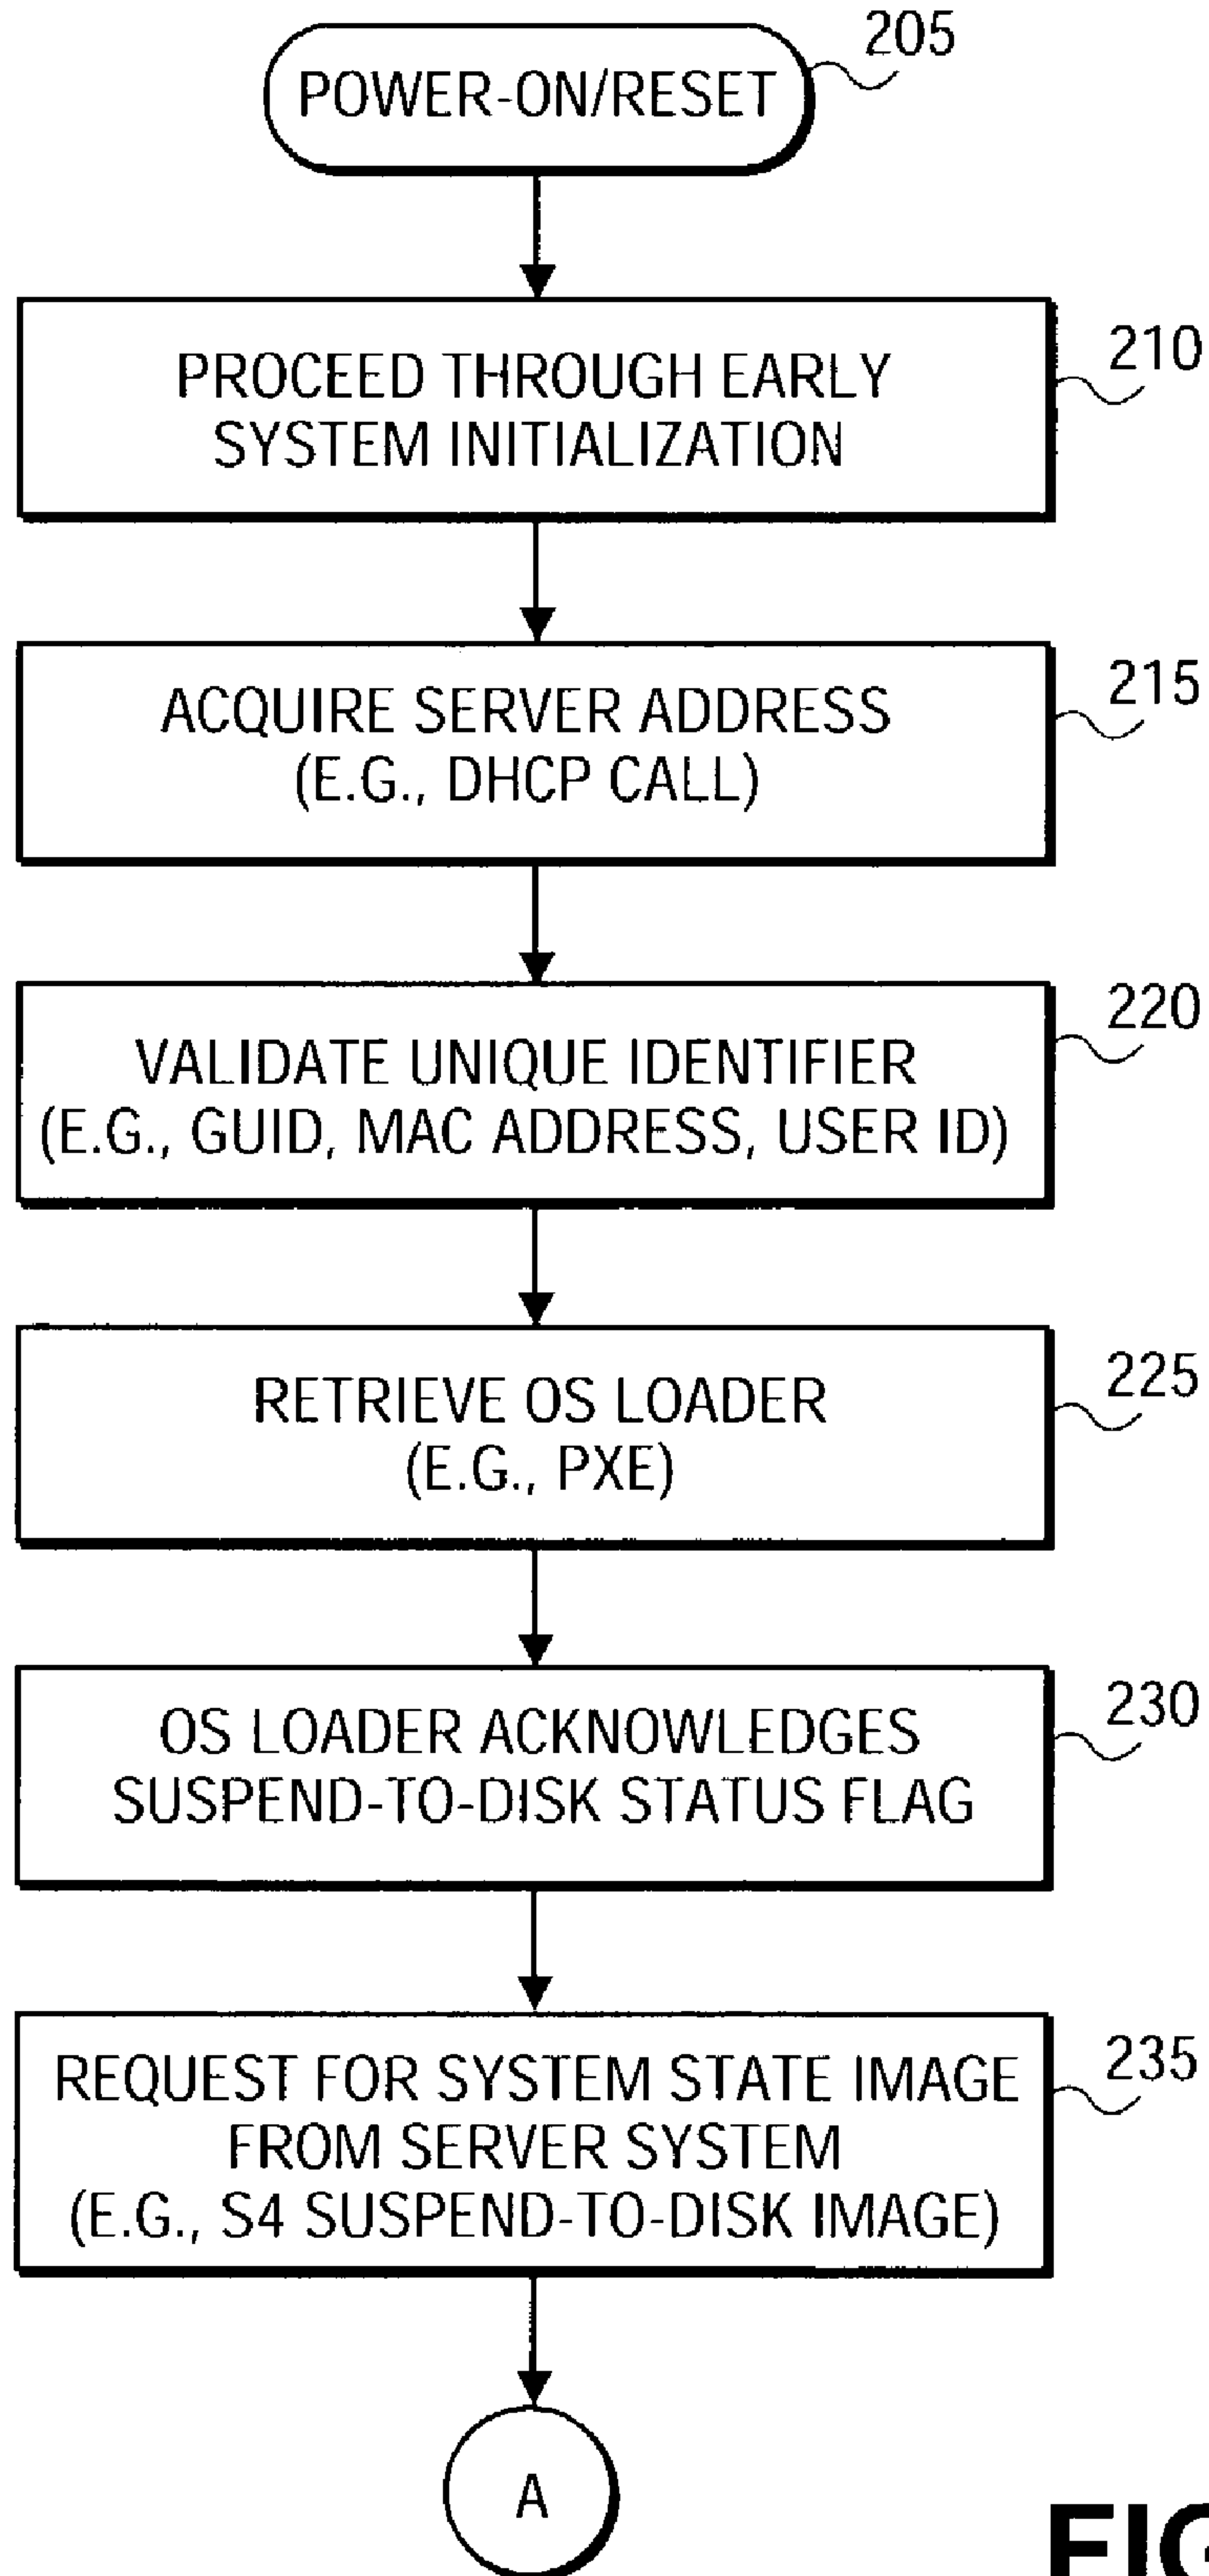 POWER-ON/RESET
205
PROCEED THROUGH EARLY
SYSTEM INITIALIZATION
210
ACQUIRE SERVER ADDRESS
(E.G., DHCP CALL)
215
VALIDATE UNIQUE IDENTIFIER
(E.G., GUID, MAC ADDRESS, USER ID)
220
RETRIEVE OS LOADER
(E.G., PXE)
225
OS LOADER ACKNOWLEDGES
SUSPEND-TO-DISK STATUS FLAG
230
REQUEST FOR SYSTEM STATE IMAGE
FROM SERVER SYSTEM
(E.G., S4 SUSPEND-TO-DISK IMAGE)
235
A